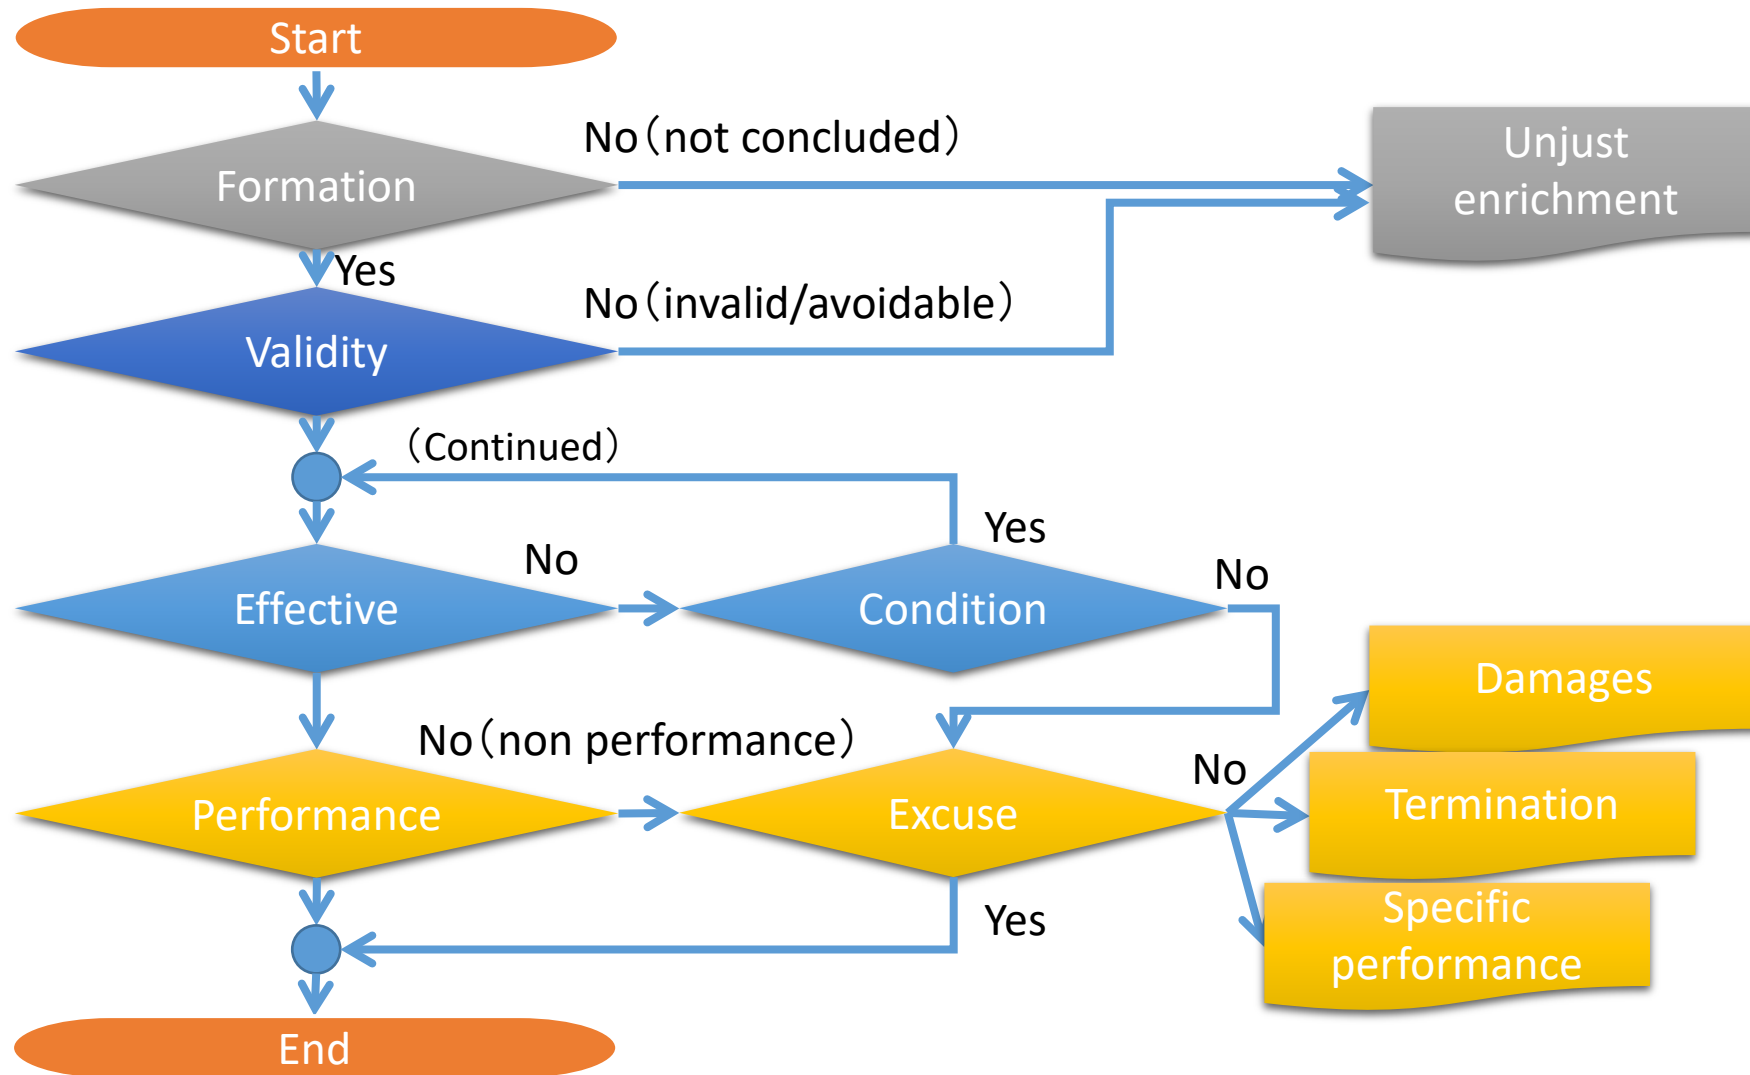 Start
No（not concluded）
Unjust
enrichment
Formation
Yes
No（invalid/avoidable）
Validity
（Continued）
Yes
No
No
Effective
Condition
Damages
No（non performance）
No
Termination
Performance
Excuse
Specific
performance
Yes
End